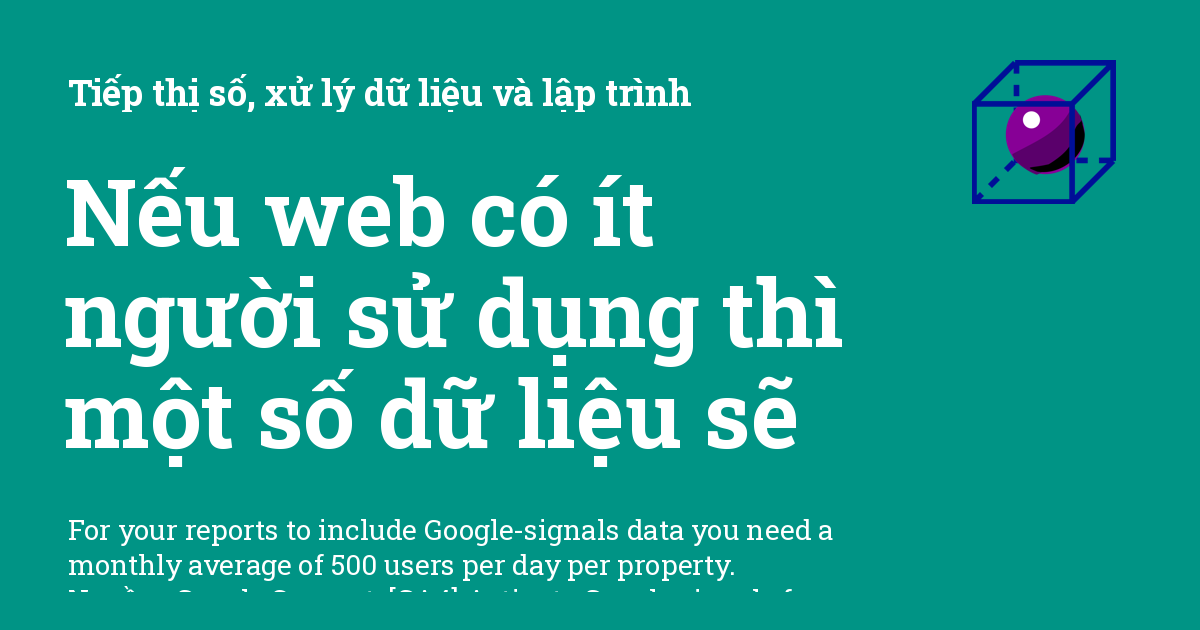 Tiếp thị số, xử lý dữ liệu và lập trình
Nếu web có ít
người sử dụng thì
một số dữ liệu sẽ
For your reports to include Google-signals data you need a
monthly average of 500 users per day per property.